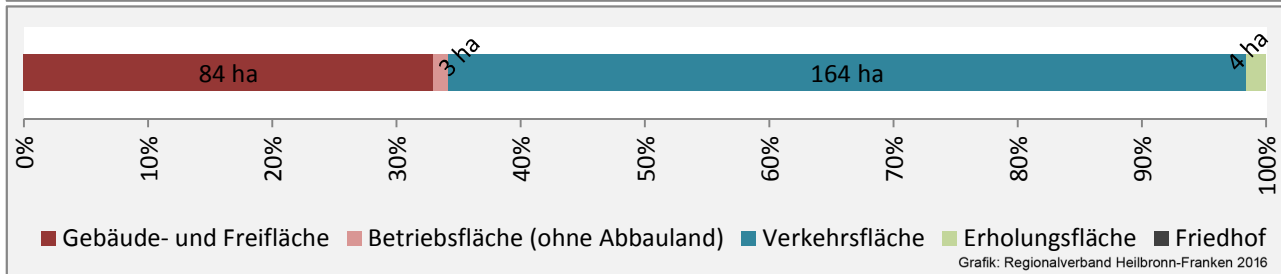 84 ha
3 ha
164 ha
4 ha
0%
10%
20%
30%
40%
50%
60%
70%
80%
90%
100%
Gebäude- und Freifläche Betriebsfläche (ohne Abbauland) Verkehrsfläche Erholungsfläche Friedhof
Grafik: Regionalverband Heilbronn-Franken 2016